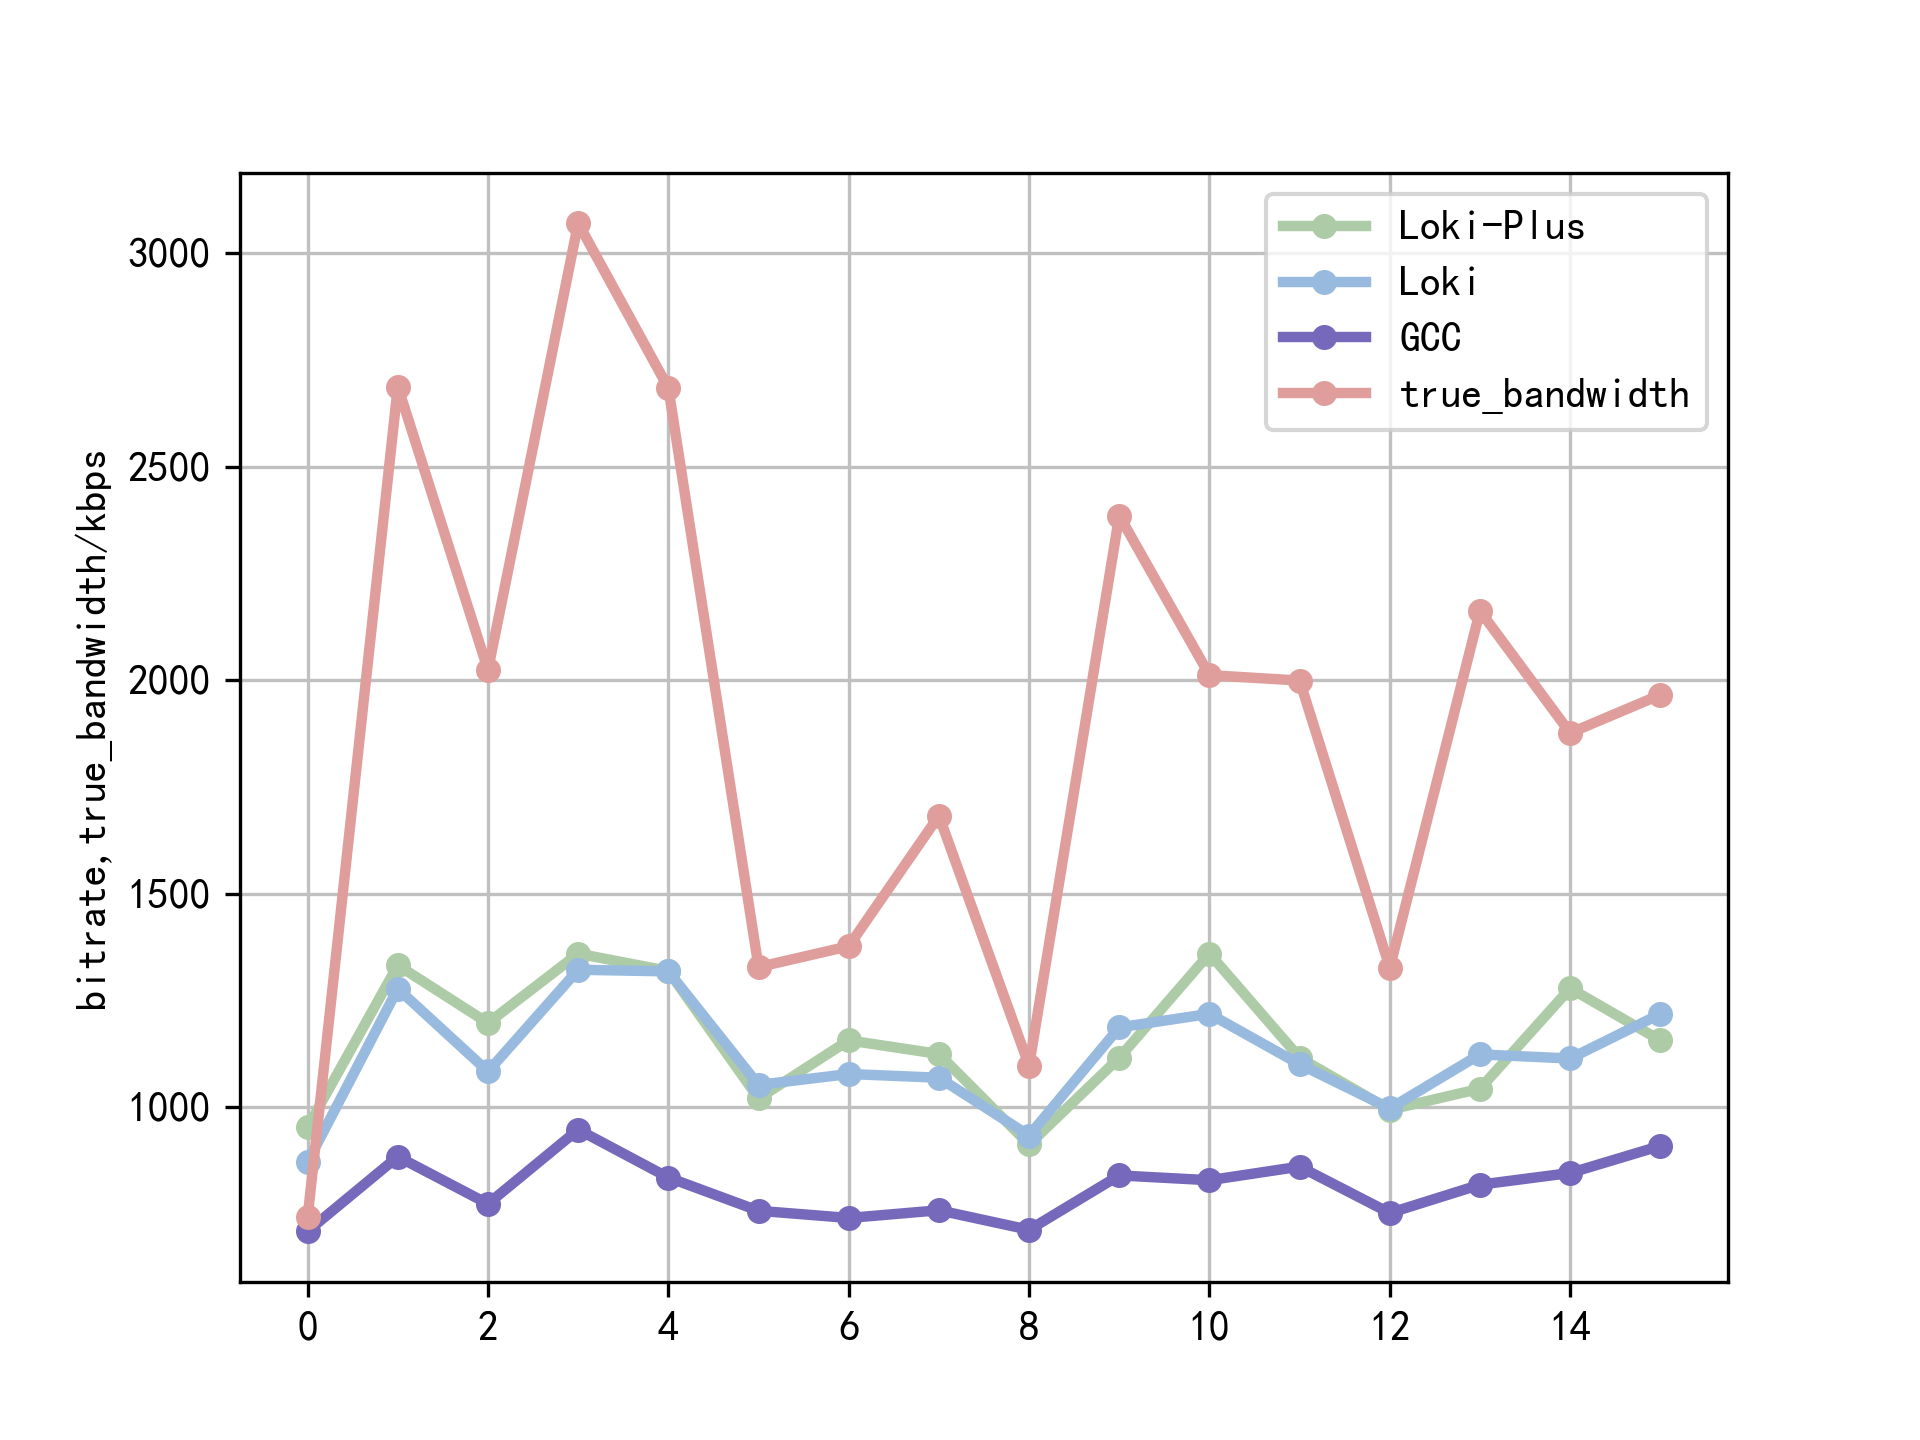 Loki-Plus
Loki
GCC
true_bandwidth
bitrate,true_bandwidth/kbps
3000
2500
2000
1500
1000
0 2 4 6 8 10 12 14